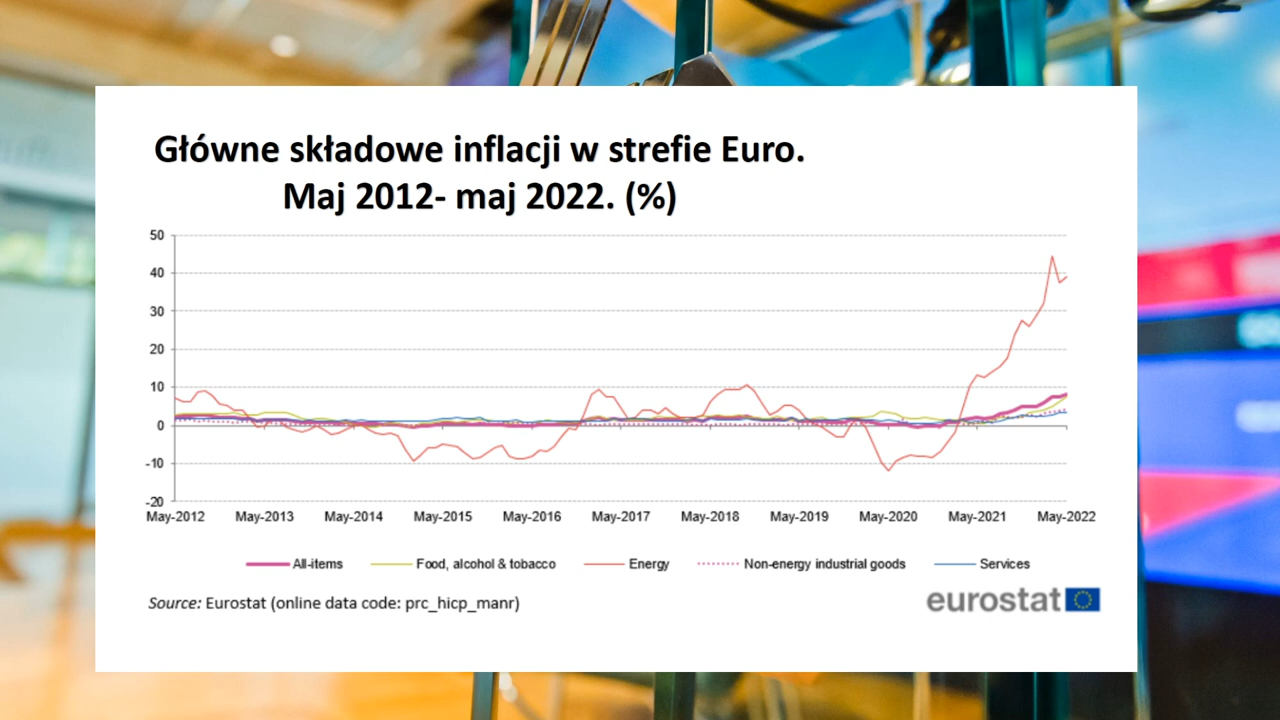 Główne składowe inflacji w strefie Euro.
Maj 2012- maj 2022. (%)
50
40
30
20
10
0
-10
-20
May-2012 May-2013 May-2014 May-2015 May-2016 May-2017 May-2018 May-2019 May-2020 May-2021 May-2022
All-items Food, alcohol & tobacco Energy Non-energy industrial goods Services
Source: Eurostat (online data code: prc_hicp_manr)
eurostat